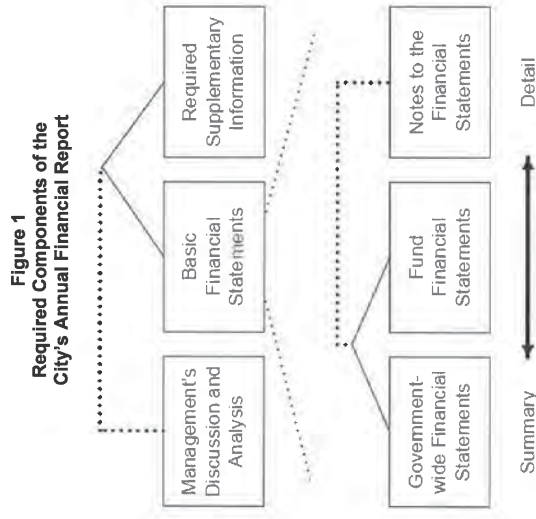 Figure 1
Required Components of the
City's Annual Financial Report
Management's
Discussion and
Analysis
Basic
Financial
Statements
Required
Supplementary
Information
Government-
wide Financial
Statements
Fund
Financial
Statements
Notes to the
Financial
Statements
Summary
Detail